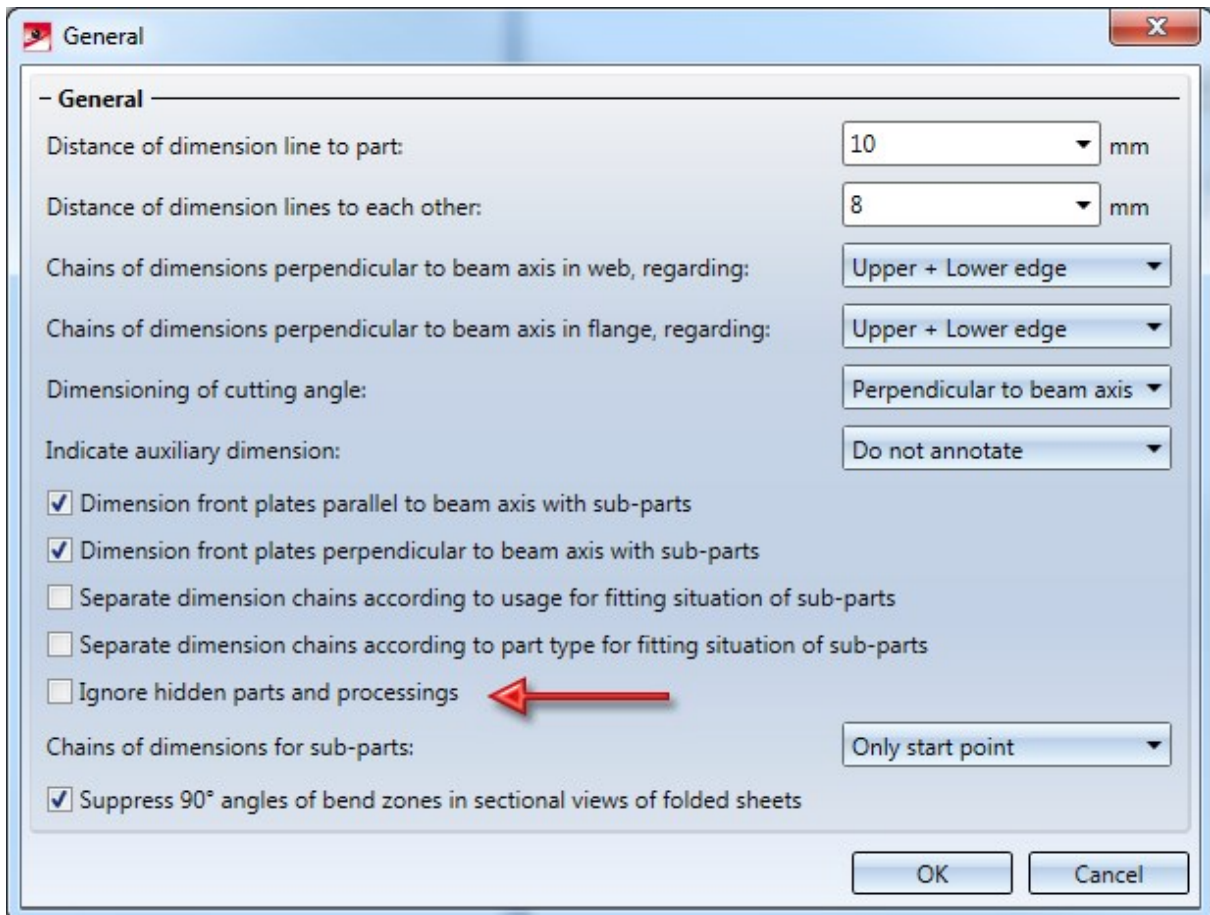 General
General
Distance of dimension line to part: 10 mm
Distance of dimension lines to each other: 8 mm
Chains of dimensions perpendicular to beam axis in web, regarding: Upper + Lower edge
Chains of dimensions perpendicular to beam axis in flange, regarding: Upper + Lower edge
Dimensioning of cutting angle: Perpendicular to beam axis
Indicate auxiliary dimension: Do not annotate
Dimension front plates parallel to beam axis with sub-parts
Dimension front plates perpendicular to beam axis with sub-parts
Separate dimension chains according to usage for fitting situation of sub-parts
Separate dimension chains according to part type for fitting situation of sub-parts
Ignore hidden parts and processings
Chains of dimensions for sub-parts: Only start point
Suppress 90° angles of bend zones in sectional views of folded sheets
OK Cancel